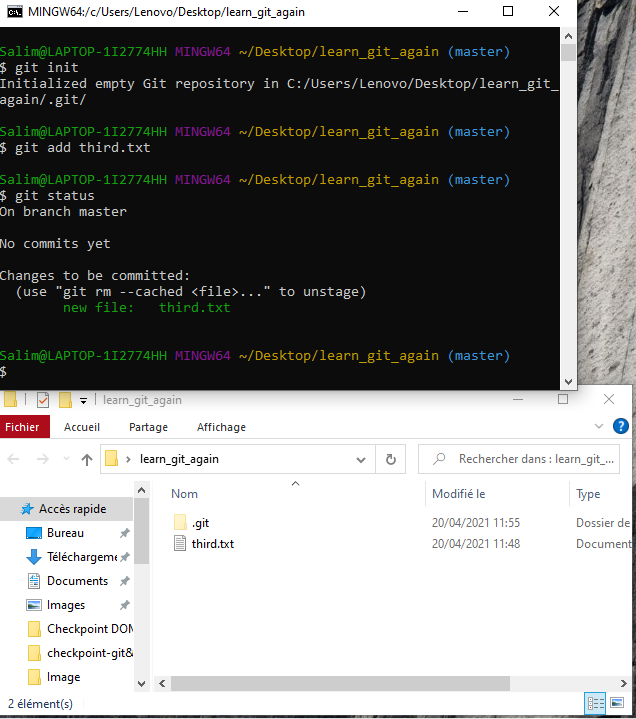 MINGW64:/c/Users/Lenovo/Desktop/learn_git_again
Salim@LAPTOP-1I2774HH MINGW64 ~/Desktop/learn_git_again (master)
$ git init
Initialized empty Git repository in C:/Users/Lenovo/Desktop/learn_git_
again/.git/
Salim@LAPTOP-1I2774HH MINGW64 ~/Desktop/learn_git_again (master)
$ git add third.txt
Salim@LAPTOP-1I2774HH MINGW64 ~/Desktop/learn_git_again (master)
$ git status
On branch master
No commits yet
Changes to be committed:
(use "git rm --cached <file>..." to unstage)
new file:   third.txt
Salim@LAPTOP-1I2774HH MINGW64 ~/Desktop/learn_git_again (master)
$
learn_git_again
Fichier Accueil Partage Affichage
learn_git_again Rechercher dans : learn_git_...
Nom Modifié le Type
Accès rapide
Bureau
Téléchargeme
Documents
Images
Checkpoint DOM
checkpoint-git&
Image
.git 20/04/2021 11:55 Dossier de
third.txt 20/04/2021 11:48 Document
2 élément(s)